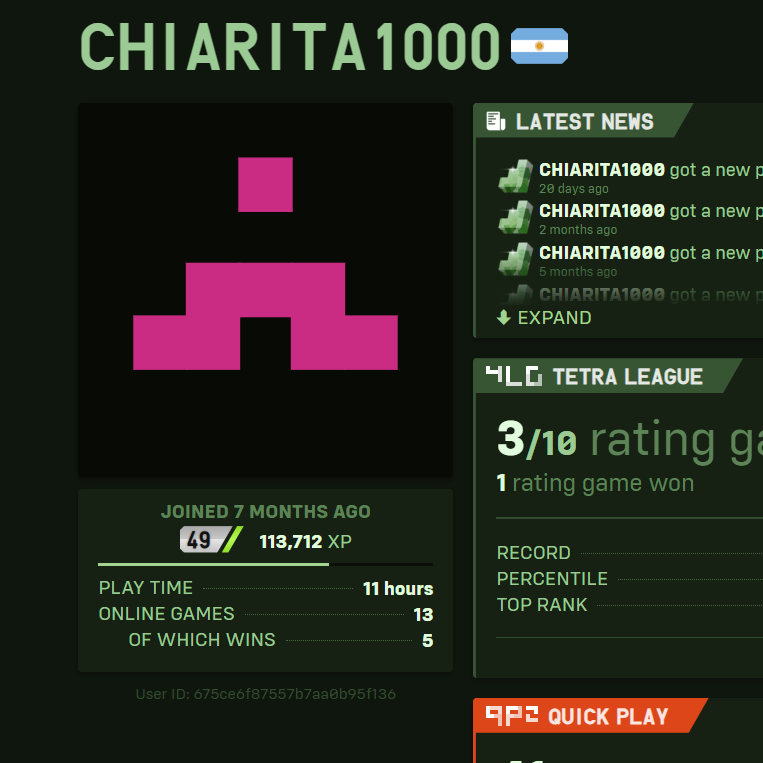 CHIARITA1000
JOINED 7 MONTHS AGO
49 113,712 XP
PLAY TIME 11 hours
ONLINE GAMES 13
OF WHICH WINS 5
User ID: 675ce6f87557b7aa0b95f136
LATEST NEWS
CHIARITA1000 got a new p
20 days ago
CHIARITA1000 got a new p
2 months ago
CHIARITA1000 got a new p
5 months ago
CHIARITA1000 got a new p
EXPAND
TETRA LEAGUE
3/10 rating ga
1 rating game won
RECORD
PERCENTILE
TOP RANK
QUICK PLAY